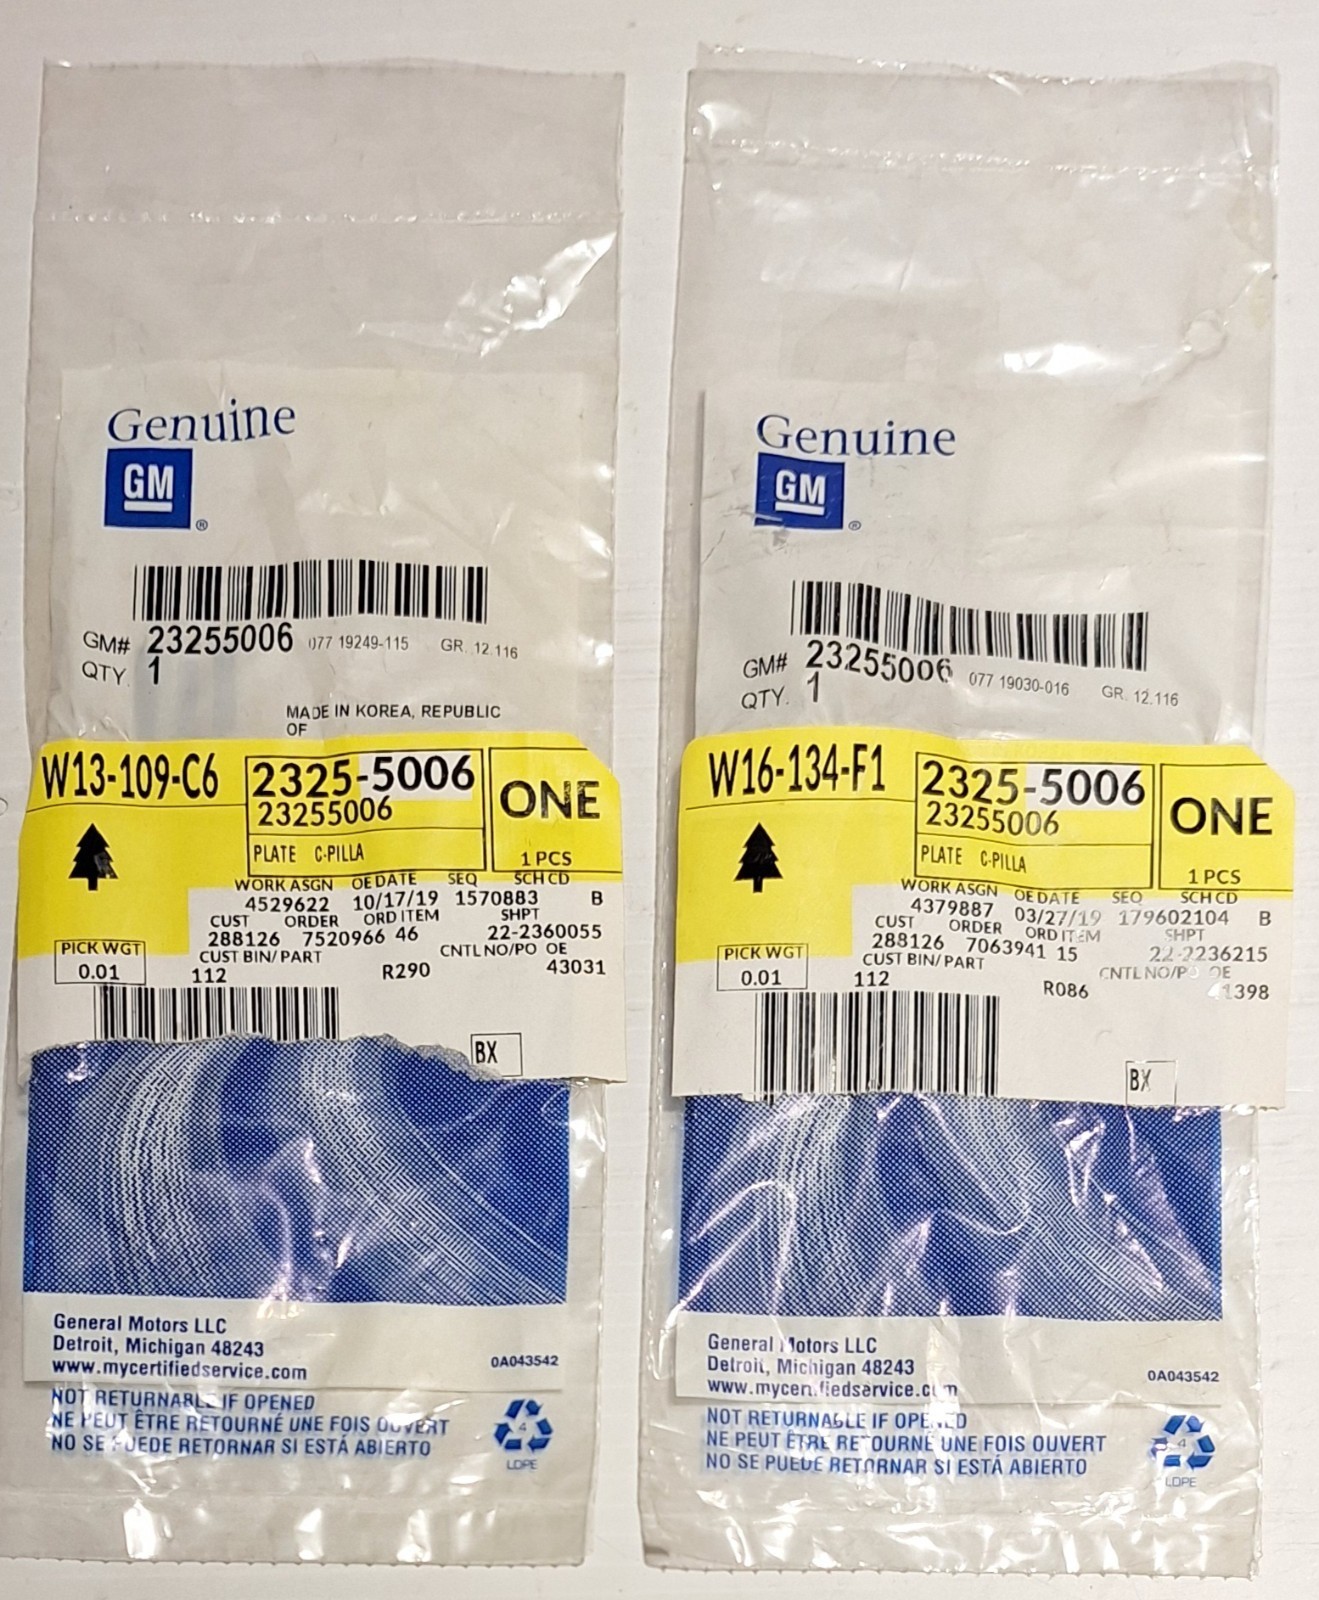 Genuine
GM
®
GM# 23255006 077 19249-115 GR. 12.116
QTY. 1
MADE IN KOREA, REPUBLIC
OF
W13-109-C6
2325-5006
23255006
PLATE C-PILLA
ONE
1 PCS
WORK ASGN OE DATE SEQ SCH CD
4529622 10/17/19 1570883 B
CUST ORDER ORD ITEM SHPT
288126 7520966 46 22-2360055
CUST BIN/PART CNTL NO/PO OE
112 R290 43031
PICK WGT
0.01
BX
General Motors LLC
Detroit, Michigan 48243
www.mycertifiedservice.com
0A043542
NOT RETURNABLE IF OPENED
NE PEUT ÊTRE RETOURNÉ UNE FOIS OUVERT
NO SE PUEDE RETORNAR SI ESTÁ ABIERTO
4
LDPE
Genuine
GM
®
GM# 23255006 077 19030-016 GR. 12.116
QTY. 1
W16-134-F1
2325-5006
23255006
PLATE C-PILLA
ONE
1 PCS
WORK ASGN OE DATE SEQ SCH CD
4379887 03/27/19 179602104 B
CUST ORDER ORD ITEM SHPT
288126 7063941 15 22-2236215
CUST BIN/PART CNTL NO/PO OE
112 R086 41398
PICK WGT
0.01
BX
General Motors LLC
Detroit, Michigan 48243
www.mycertifiedservice.com
0A043542
NOT RETURNABLE IF OPENED
NE PEUT ÊTRE RETOURNÉ UNE FOIS OUVERT
NO SE PUEDE RETORNAR SI ESTÁ ABIERTO
4
LDPE